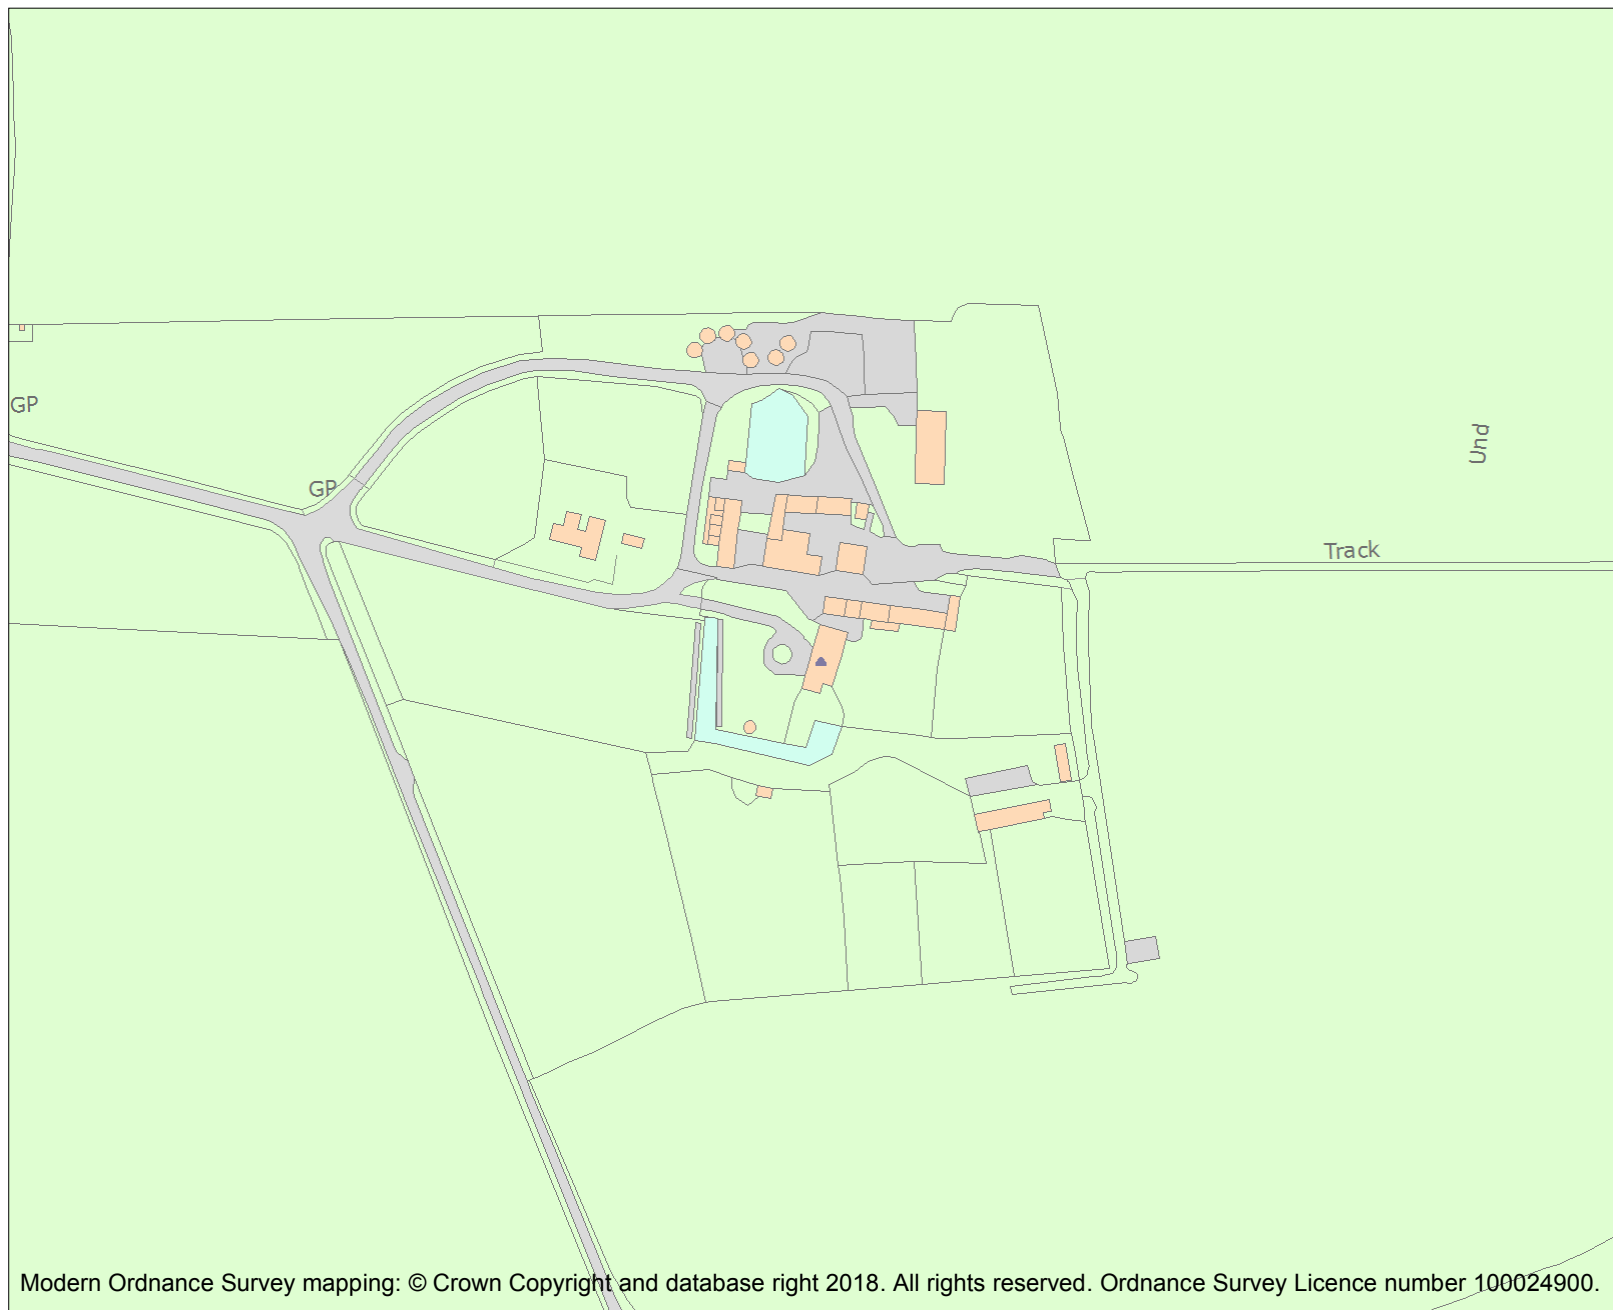 GP
Und
GP
Track
Modern Ordnance Survey mapping: © Crown Copyright and database right 2018. All rights reserved. Ordnance Survey Licence number 100024900.